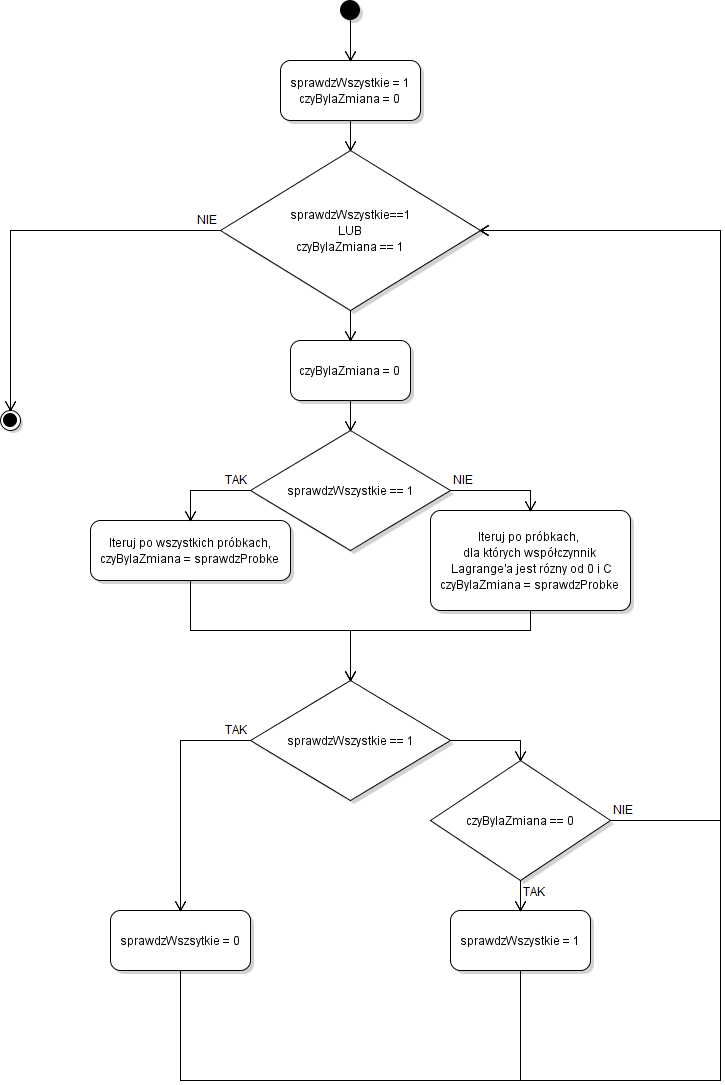 sprawdzWszystkie = 1
czyBylaZmiana = 0
sprawdzWszystkie==1
LUB
czyBylaZmiana == 1
NIE
czyBylaZmiana = 0
sprawdzWszystkie == 1
TAK
NIE
Iteruj po wszystkich próbkach,
czyBylaZmiana = sprawdzProbke
Iteruj po próbkach,
dla których współczynnik
Lagrange'a jest rózny od 0 i C
czyBylaZmiana = sprawdzProbke
sprawdzWszystkie == 1
TAK
czyBylaZmiana == 0
NIE
TAK
sprawdzWszsytkie = 0
sprawdzWszystkie = 1